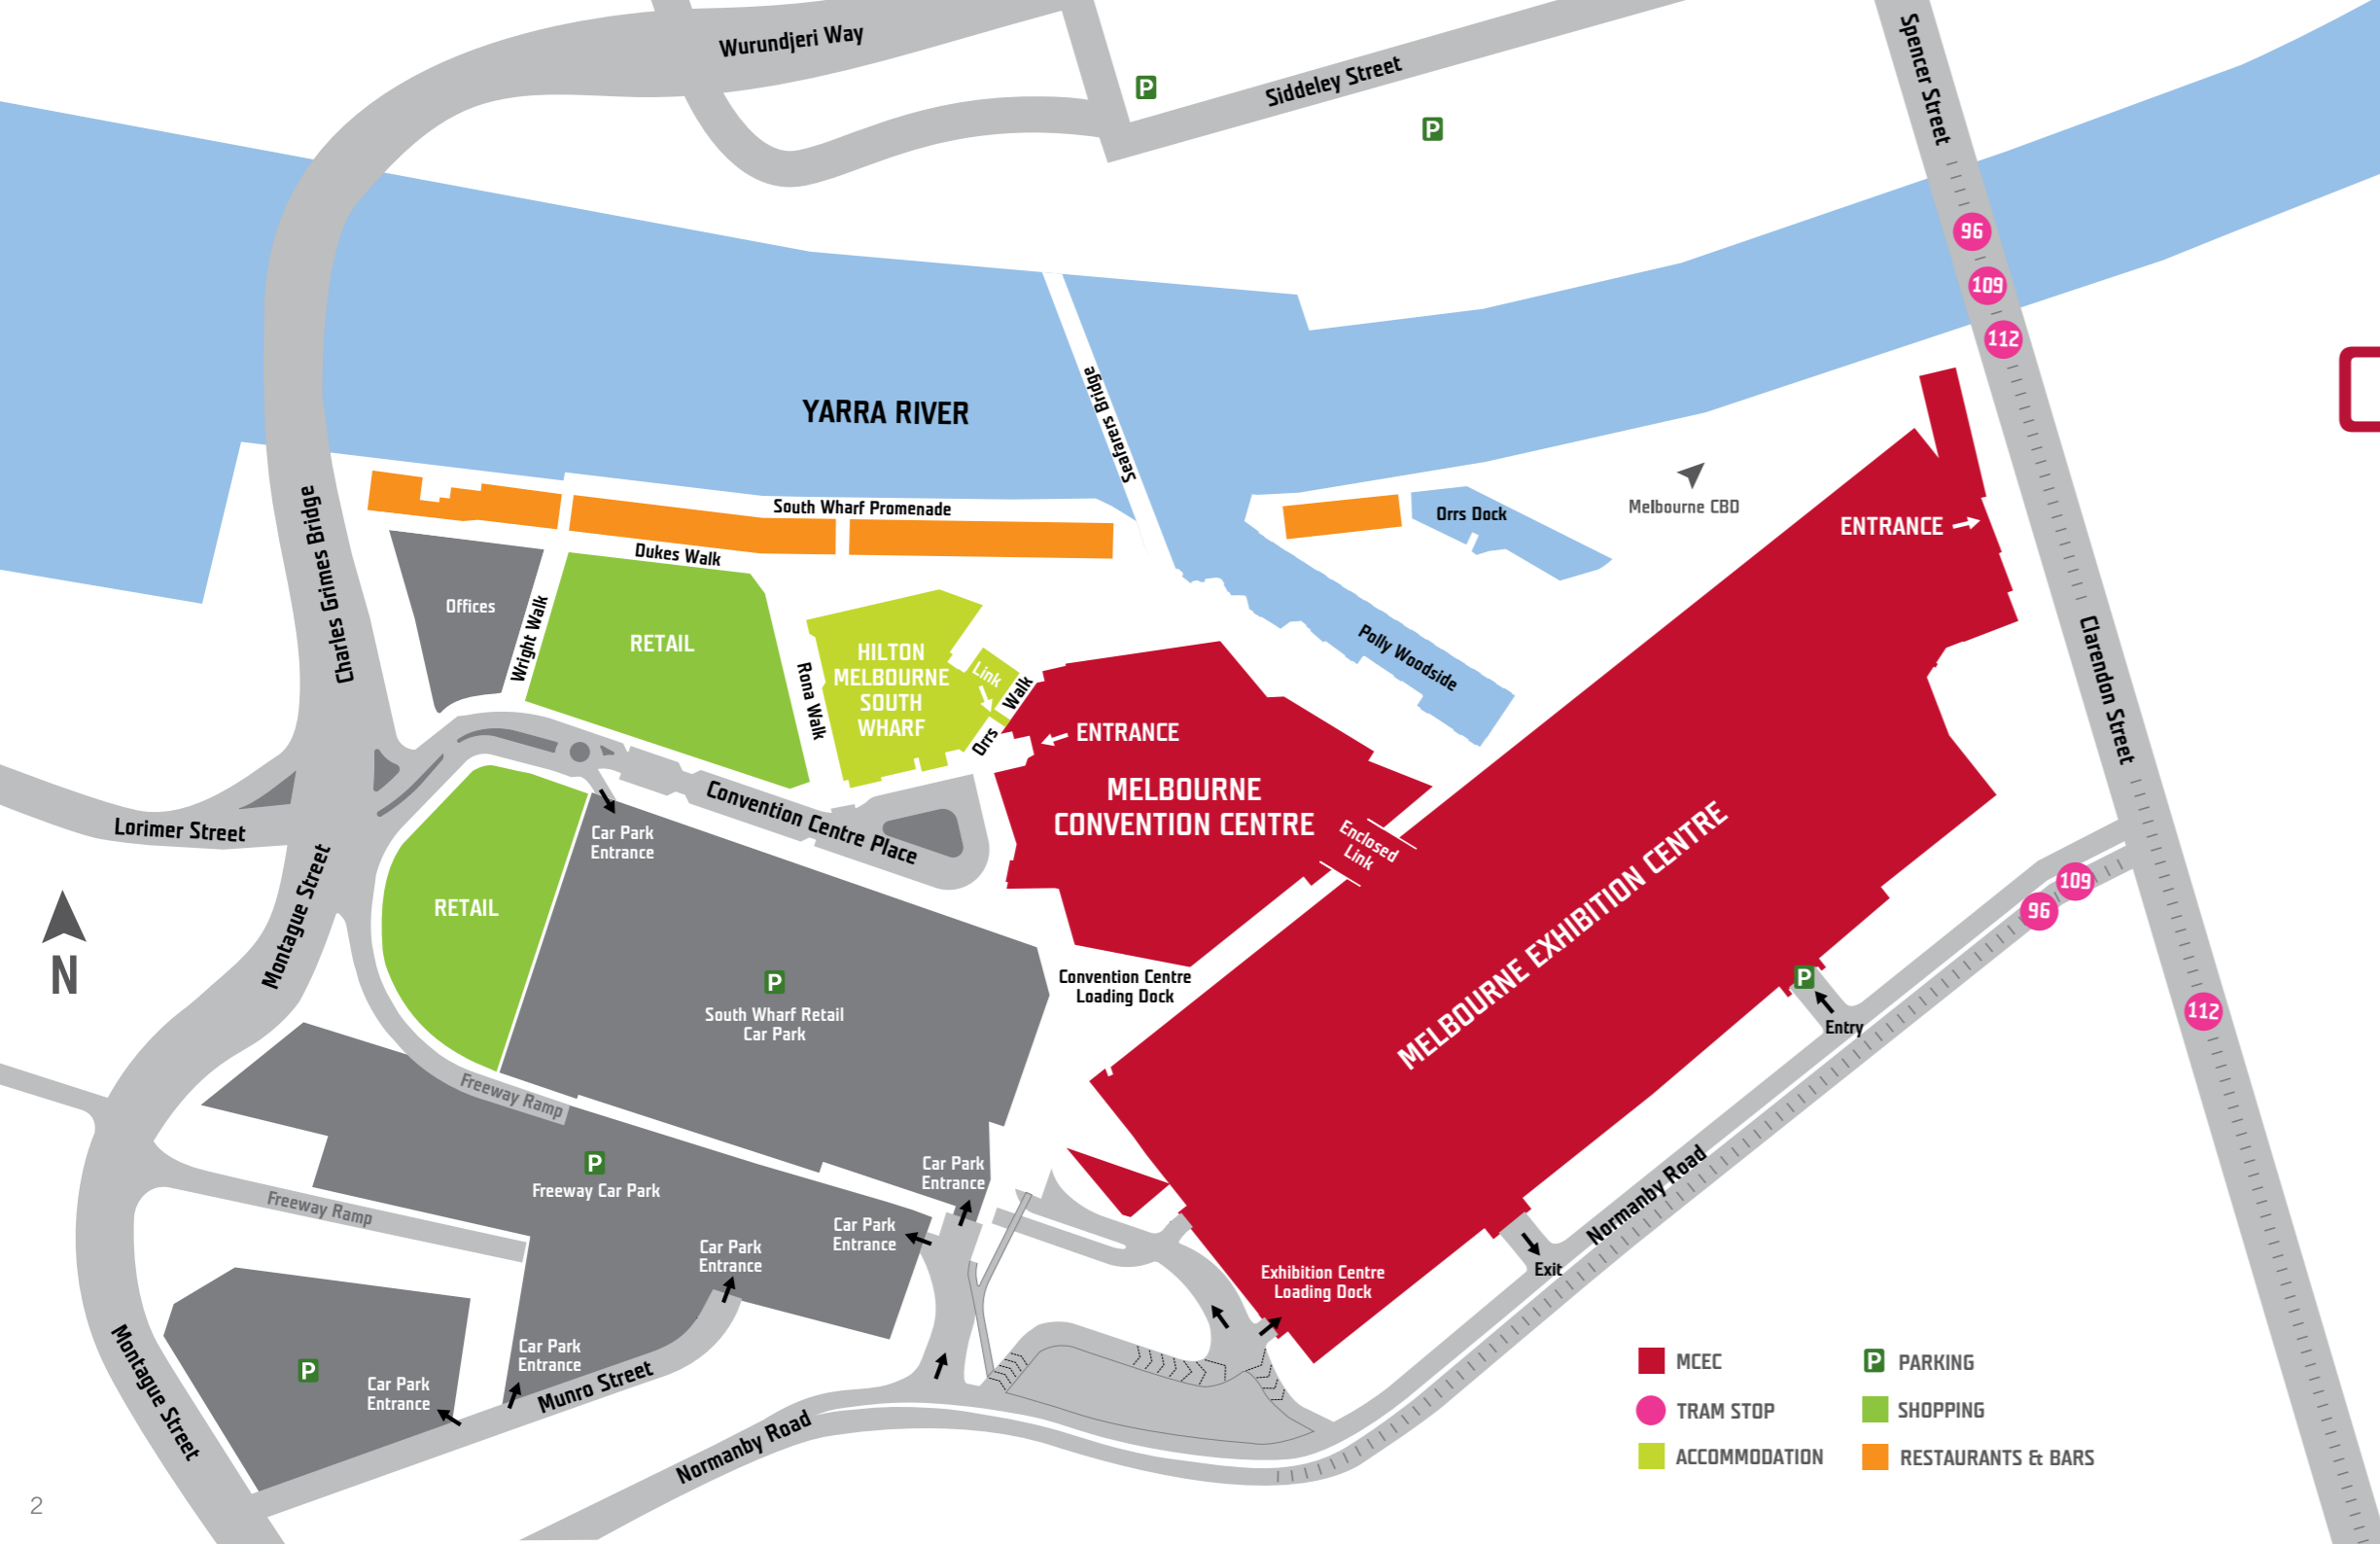 Wurundjeri Way
P
Siddeley Street
P
Spencer Street
96
109
112
YARRA RIVER
Seafarers Bridge
Charles Grimes Bridge
South Wharf Promenade
Dukes Walk
Orrs Dock
Melbourne CBD
ENTRANCE
Offices
Wright Walk
RETAIL
Rona Walk
HILTON
MELBOURNE
SOUTH
WHARF
Link
Orrs Walk
Polly Woodside
Clarendon Street
ENTRANCE
MELBOURNE
CONVENTION CENTRE
Enclosed
Link
MELBOURNE EXHIBITION CENTRE
Convention Centre Place
Lorimer Street
Car Park
Entrance
Montague Street
RETAIL
109
96
112
N
P
South Wharf Retail
Car Park
Convention Centre
Loading Dock
P
Entry
Freeway Ramp
P
Freeway Car Park
Freeway Ramp
Car Park
Entrance
Car Park
Entrance
Car Park
Entrance
Normanby Road
Exit
Exhibition Centre
Loading Dock
Montague Street
P
Car Park
Entrance
Car Park
Entrance
Munro Street
Normanby Road
MCEC
P PARKING
TRAM STOP
SHOPPING
ACCOMMODATION
RESTAURANTS & BARS
2